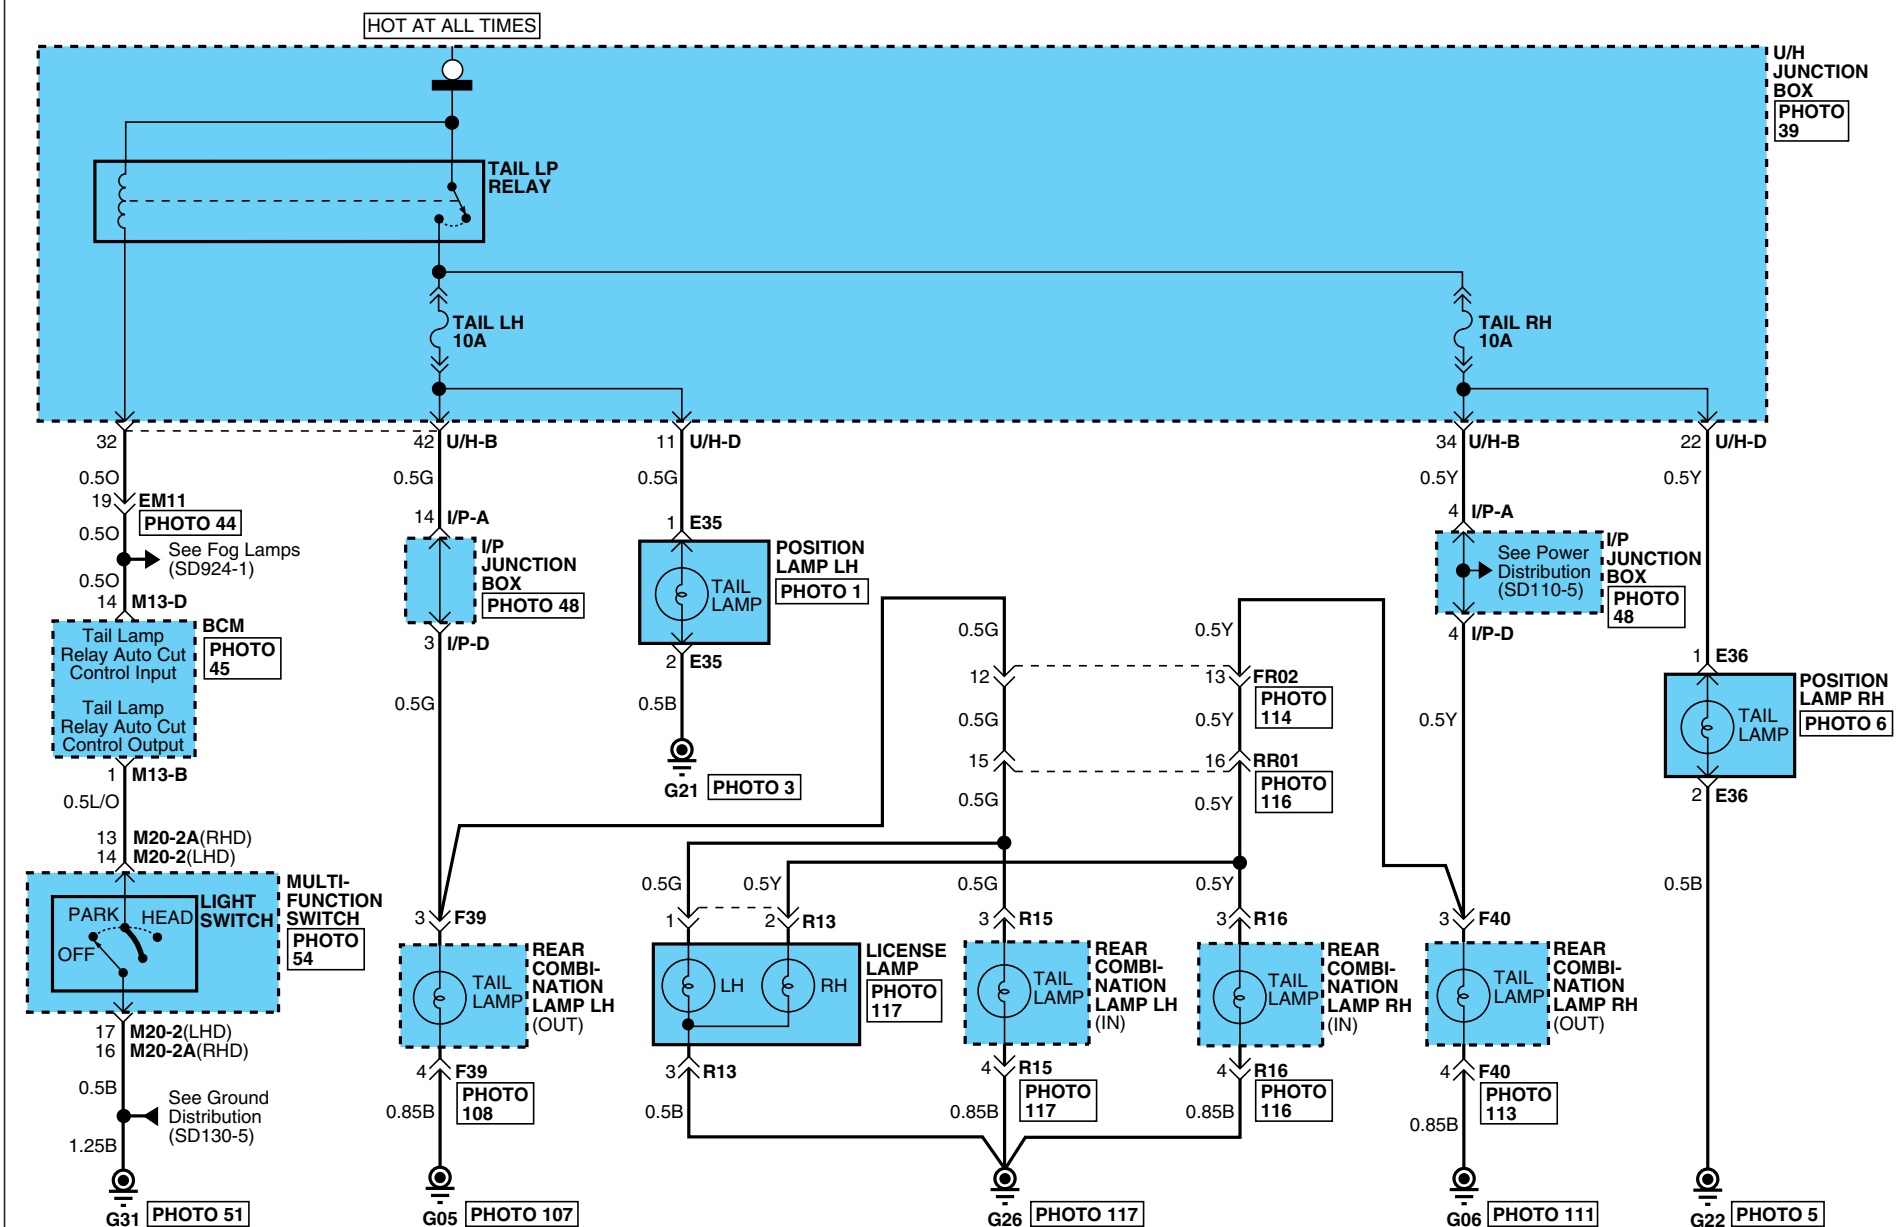 HOT AT ALL TIMES
U/H
JUNCTION
BOX
PHOTO
39
TAIL LP
RELAY
TAIL LH
10A
TAIL RH
10A
32
42 U/H-B
11 U/H-D
34 U/H-B
22 U/H-D
0.5O
0.5G
0.5G
0.5Y
0.5Y
19 EM11
PHOTO 44
0.5O
See Fog Lamps
(SD924-1)
0.5O
14 M13-D
BCM
PHOTO
45
Tail Lamp
Relay Auto Cut
Control Input
Tail Lamp
Relay Auto Cut
Control Output
1 M13-B
0.5L/O
13 M20-2A(RHD)
14 M20-2(LHD)
MULTI-
FUNCTION
SWITCH
PHOTO
54
LIGHT
SWITCH
PARK
HEAD
OFF
17 M20-2(LHD)
16 M20-2A(RHD)
0.5B
See Ground
Distribution
(SD130-5)
1.25B
G31 PHOTO 51
14 I/P-A
I/P
JUNCTION
BOX
PHOTO 48
3 I/P-D
0.5G
3 F39
TAIL
LAMP
REAR
COMBI-
NATION
LAMP LH
(OUT)
4 F39
PHOTO
108
0.85B
G05 PHOTO 107
1 E35
POSITION
LAMP LH
PHOTO 1
TAIL
LAMP
2 E35
0.5B
G21 PHOTO 3
0.5G
0.5Y
12
13 FR02
PHOTO
114
0.5G
0.5Y
15
16 RR01
PHOTO
116
0.5G
0.5Y
0.5G
0.5Y
0.5G
0.5Y
1
2 R13
LICENSE
LAMP
PHOTO
117
LH
RH
3 R13
0.5B
3 R15
TAIL
LAMP
REAR
COMBI-
NATION
LAMP LH
(IN)
4 R15
PHOTO
117
0.85B
3 R16
TAIL
LAMP
REAR
COMBI-
NATION
LAMP RH
(IN)
4 R16
PHOTO
116
0.85B
G26 PHOTO 117
4 I/P-A
See Power
Distribution
(SD110-5)
I/P
JUNCTION
BOX
PHOTO
48
4 I/P-D
0.5Y
3 F40
TAIL
LAMP
REAR
COMBI-
NATION
LAMP RH
(OUT)
4 F40
PHOTO
113
0.85B
G06 PHOTO 111
1 E36
POSITION
LAMP RH
PHOTO 6
TAIL
LAMP
2 E36
0.5B
G22 PHOTO 5